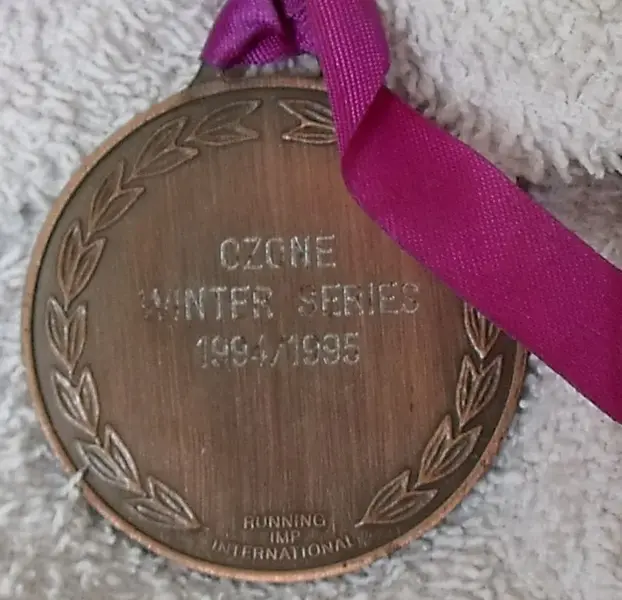 OZONE
WINTER SERIES
1994/1995
RUNNING
IMP
INTERNATIONAL